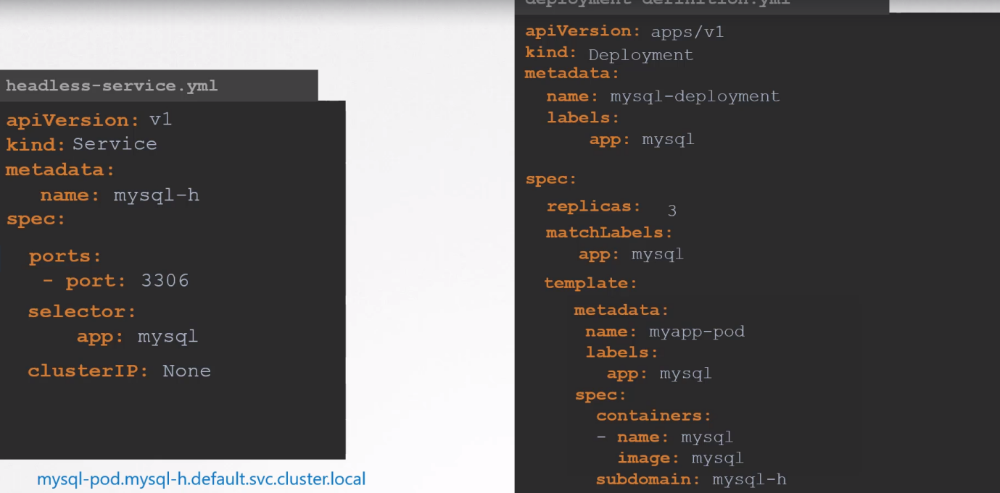 headless-service.yml
apiVersion: v1
kind: Service
metadata:
name: mysql-h
spec:
ports:
- port: 3306
selector:
app: mysql
clusterIP: None
mysql-pod.mysql-h.default.svc.cluster.local
deployment-definition.yml
apiVersion: apps/v1
kind: Deployment
metadata:
name: mysql-deployment
labels:
app: mysql
spec:
replicas: 3
matchLabels:
app: mysql
template:
metadata:
name: myapp-pod
labels:
app: mysql
spec:
containers:
- name: mysql
image: mysql
subdomain: mysql-h